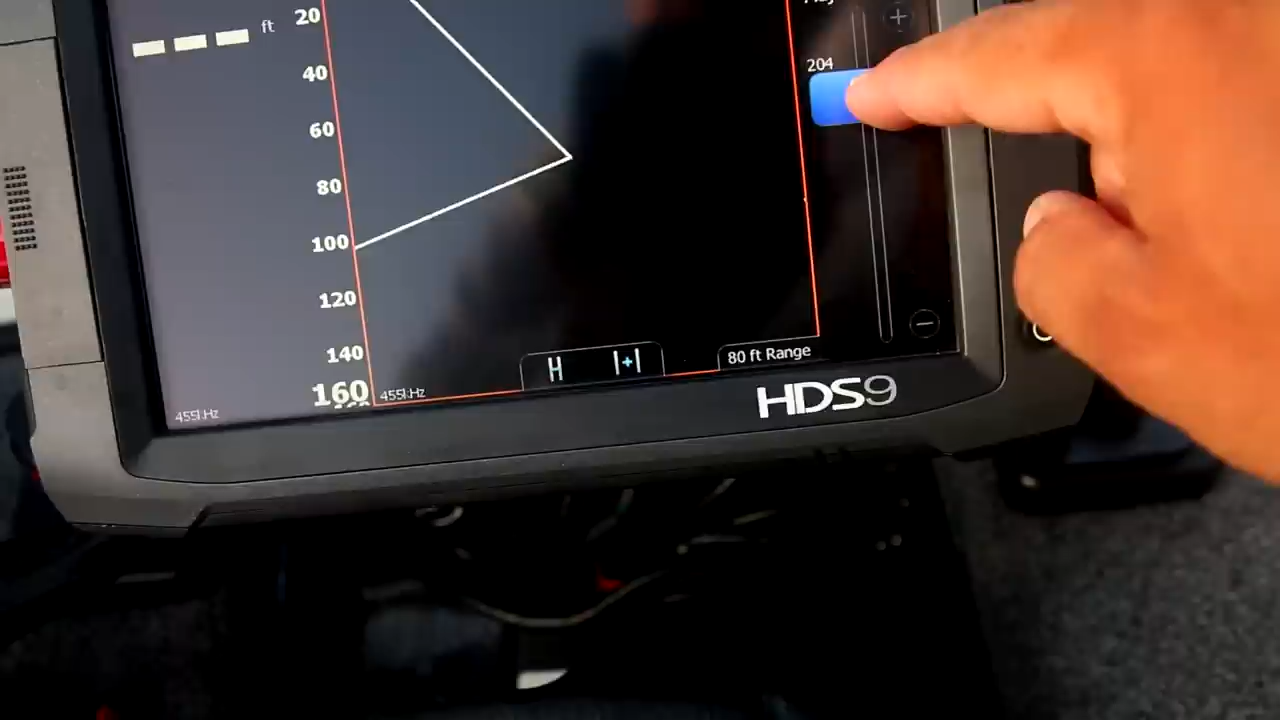 ft
20
40
60
80
100
120
140
160
204
+
−
455kHz
455kHz
80 ft Range
HDS9